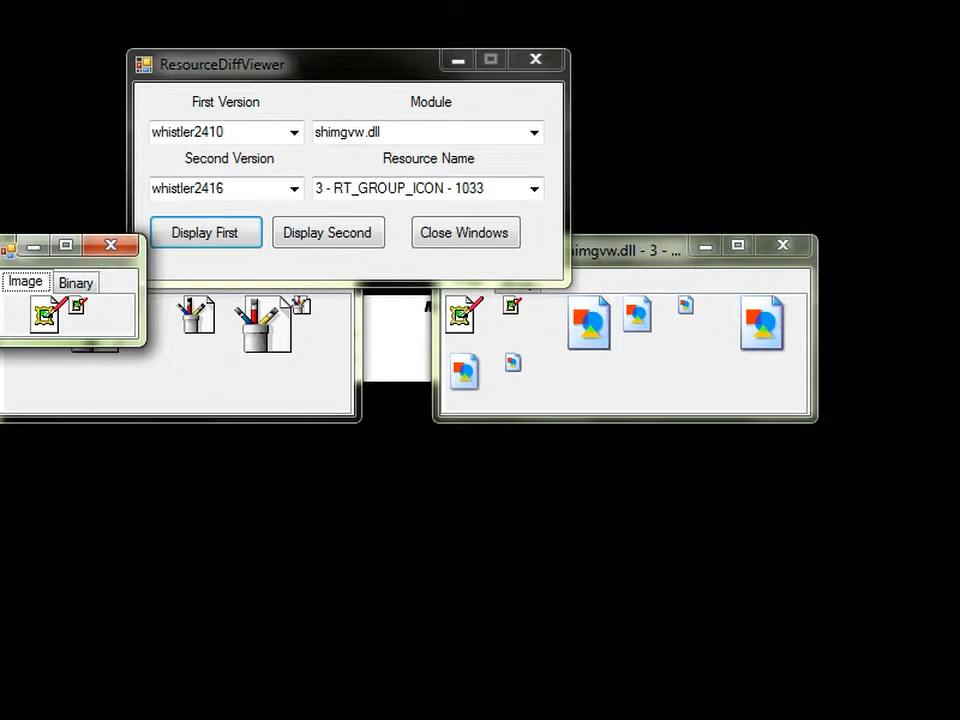 ResourceDiffViewer
First Version
Module
whistler2410
shimgvw.dll
Second Version
Resource Name
whistler2416
3 - RT_GROUP_ICON - 1033
Display First
Display Second
Close Windows
Image
Binary
himgvw.dll - 3 - ...